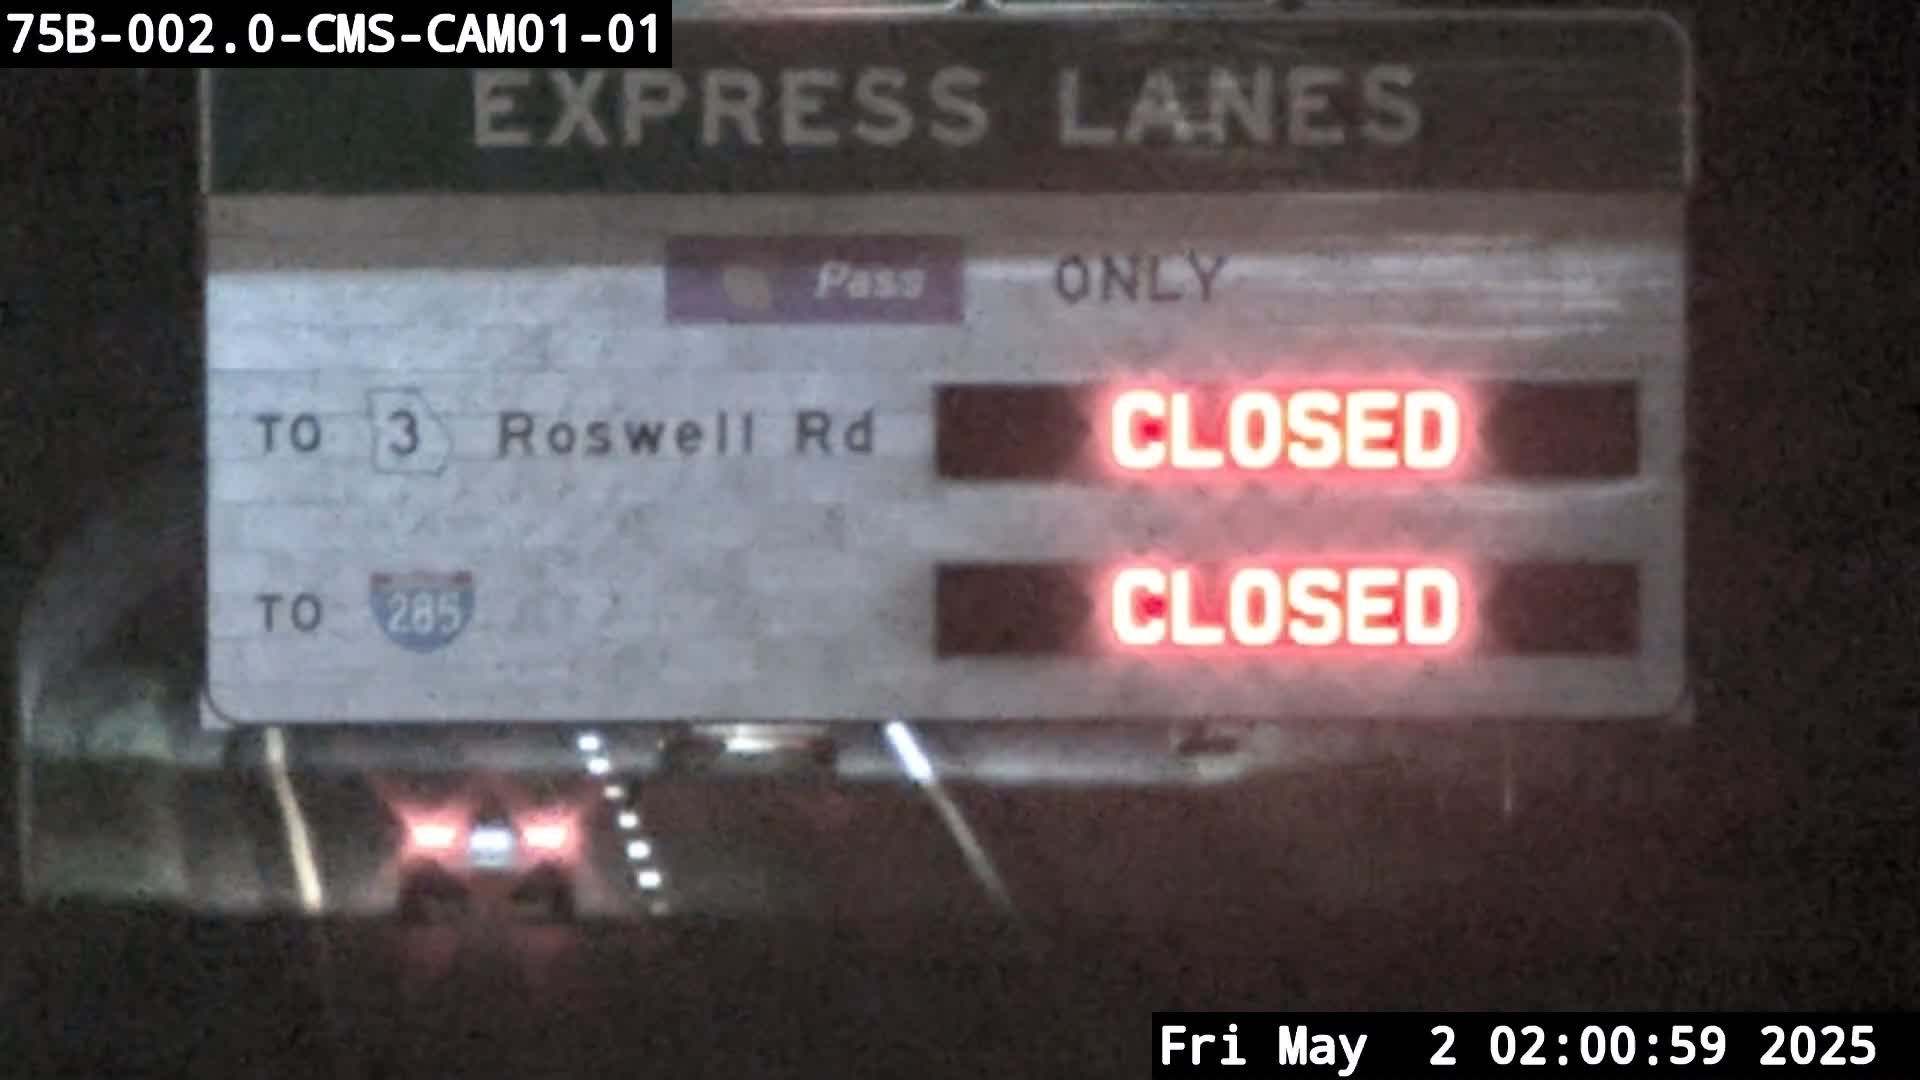 75B-002.0-CMS-CAM01-01
EXPRESS LANES
Pass ONLY
TO 3 Roswell Rd CLOSED
TO 285 CLOSED
Fri May  2 02:00:59 2025